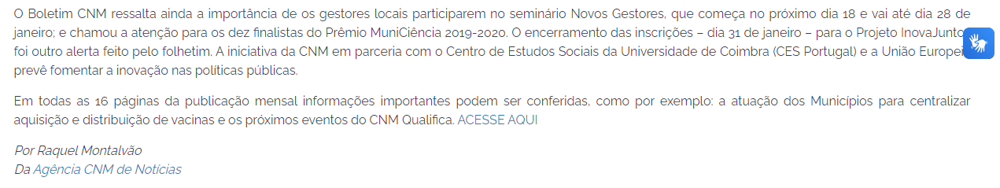 O Boletim CNM ressalta ainda a importância de os gestores locais participarem no seminário Novos Gestores, que começa no próximo dia 18 e vai até dia 28 de
janeiro; e chamou a atenção para os dez finalistas do Prêmio MuniCiência 2019-2020. O encerramento das inscrições – dia 31 de janeiro – para o Projeto InovaJuntos
foi outro alerta feito pelo folhetim. A iniciativa da CNM em parceria com o Centro de Estudos Sociais da Universidade de Coimbra (CES Portugal) e a União Europeia
prevê fomentar a inovação nas políticas públicas.
Em todas as 16 páginas da publicação mensal informações importantes podem ser conferidas, como por exemplo: a atuação dos Municípios para centralizar
aquisição e distribuição de vacinas e os próximos eventos do CNM Qualifica. ACESSE AQUI
Por Raquel Montalvão
Da Agência CNM de Notícias